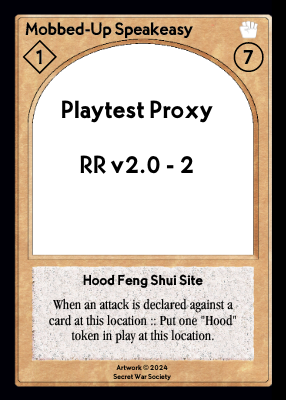 Mobbed-Up Speakeasy
1
7
Playtest Proxy
RR v2.0 - 2
Hood Feng Shui Site
When an attack is declared against a
card at this location :: Put one "Hood"
token in play at this location.
Artwork © 2024
Secret War Society